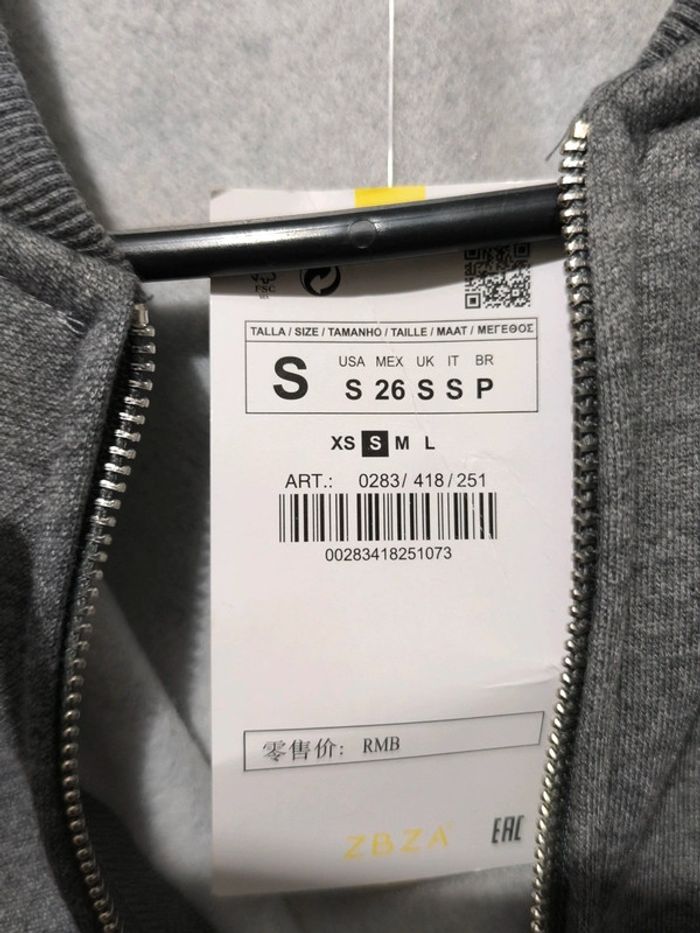 FSC
TALLA / SIZE / TAMANHO / TAILLE / MAAT / ΜΕΓΕΘΟΣ
S
USA MEX UK IT BR
S 26 S S P
XS S M L
ART.: 0283/ 418/ 251
00283418251073
零售价: RMB
ZBZA
EAC